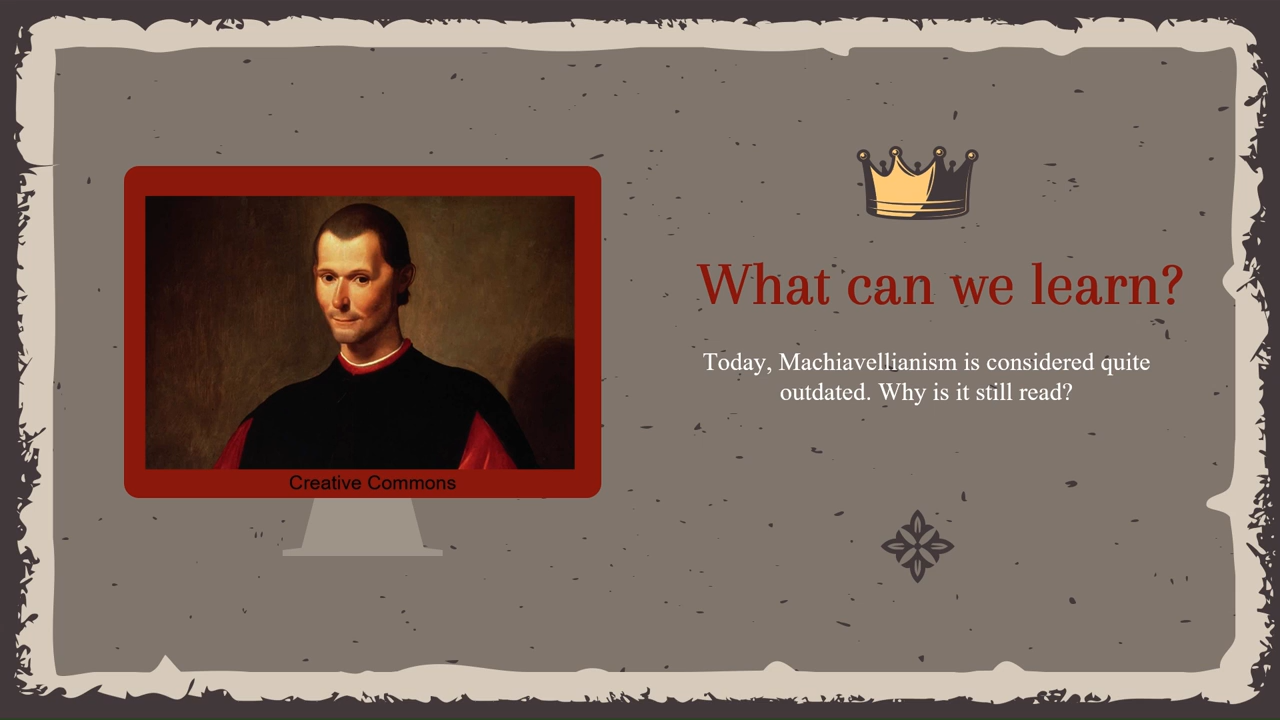 What can we learn?
Today, Machiavellianism is considered quite
outdated. Why is it still read?
Creative Commons